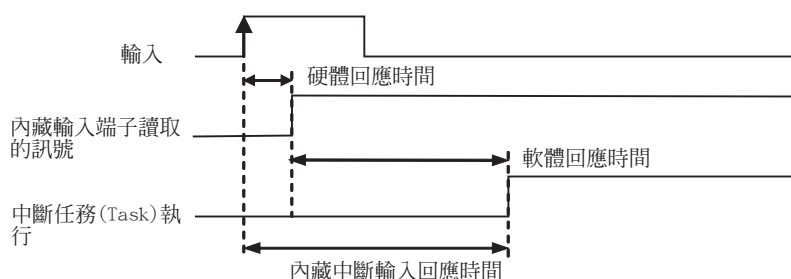 輸入
硬體回應時間
內藏輸入端子讀取
的訊號
軟體回應時間
中斷任務(Task)執
行
內藏中斷輸入回應時間